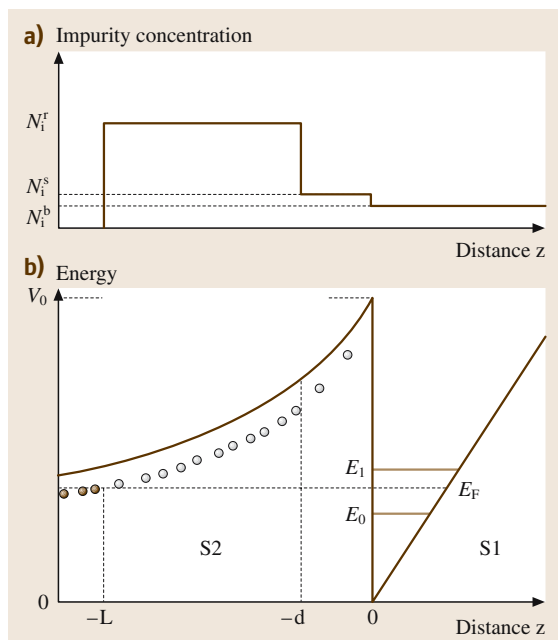 a) Impurity concentration
N_i^r
N_i^s
N_i^b
Distance z
b) Energy
V_0
E_1
E_F
E_0
S2
S1
0
−L
−d
0
Distance z